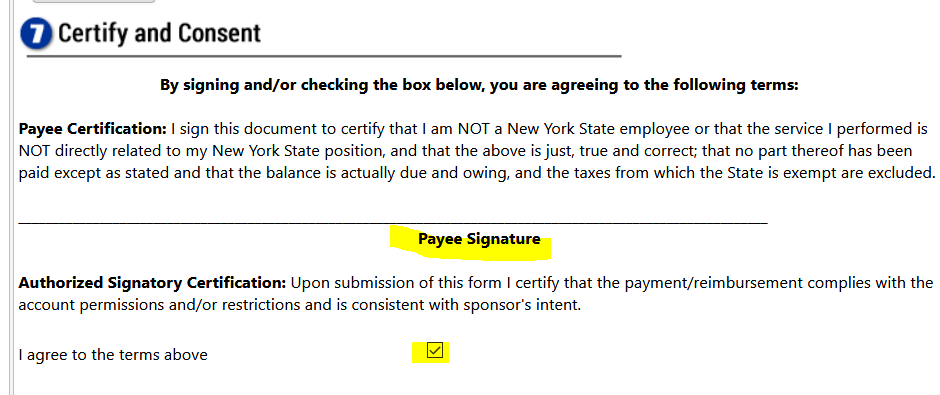 7 Certify and Consent
By signing and/or checking the box below, you are agreeing to the following terms:
Payee Certification: I sign this document to certify that I am NOT a New York State employee or that the service I performed is
NOT directly related to my New York State position, and that the above is just, true and correct; that no part thereof has been
paid except as stated and that the balance is actually due and owing, and the taxes from which the State is exempt are excluded.
Payee Signature
Authorized Signatory Certification: Upon submission of this form I certify that the payment/reimbursement complies with the
account permissions and/or restrictions and is consistent with sponsor's intent.
I agree to the terms above